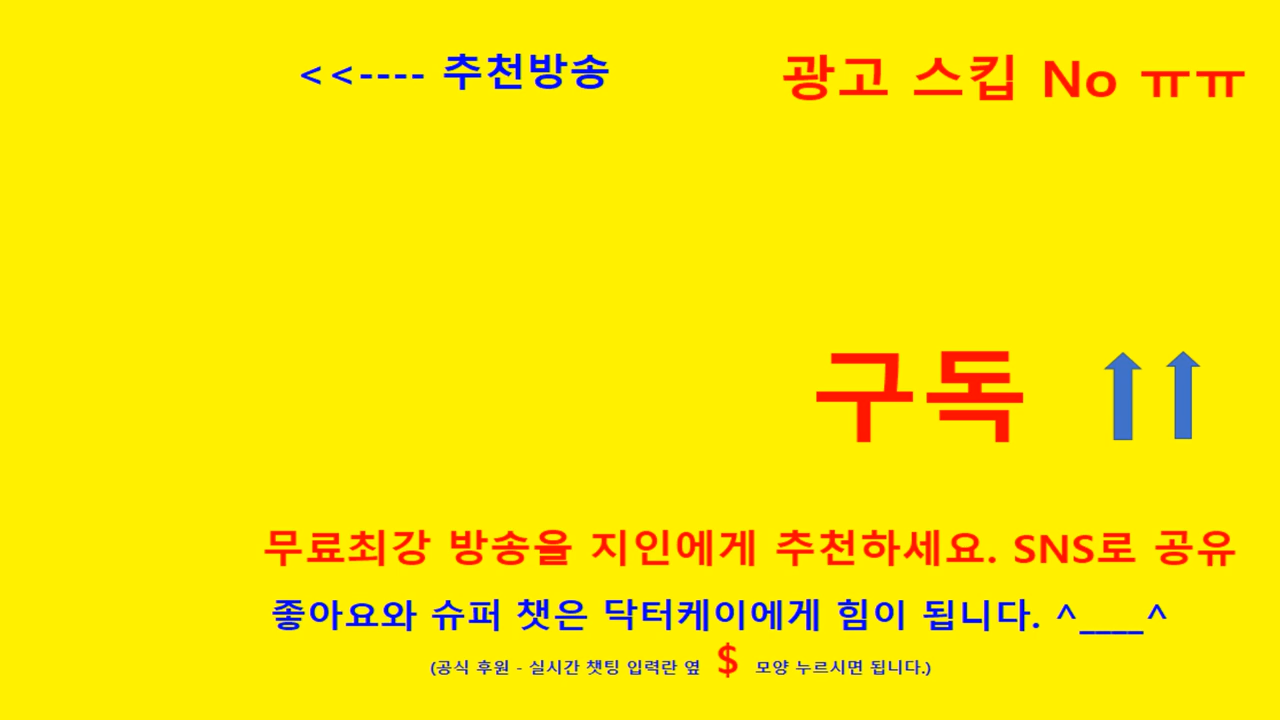 <<---- 추천방송
광고 스킵 No ㅠㅠ
구독
무료최강 방송을 지인에게 추천하세요. SNS로 공유
좋아요와 슈퍼 챗은 닥터케이에게 힘이 됩니다. ^____^
(공식 후원 - 실시간 챗팅 입력란 옆 $ 모양 누르시면 됩니다.)